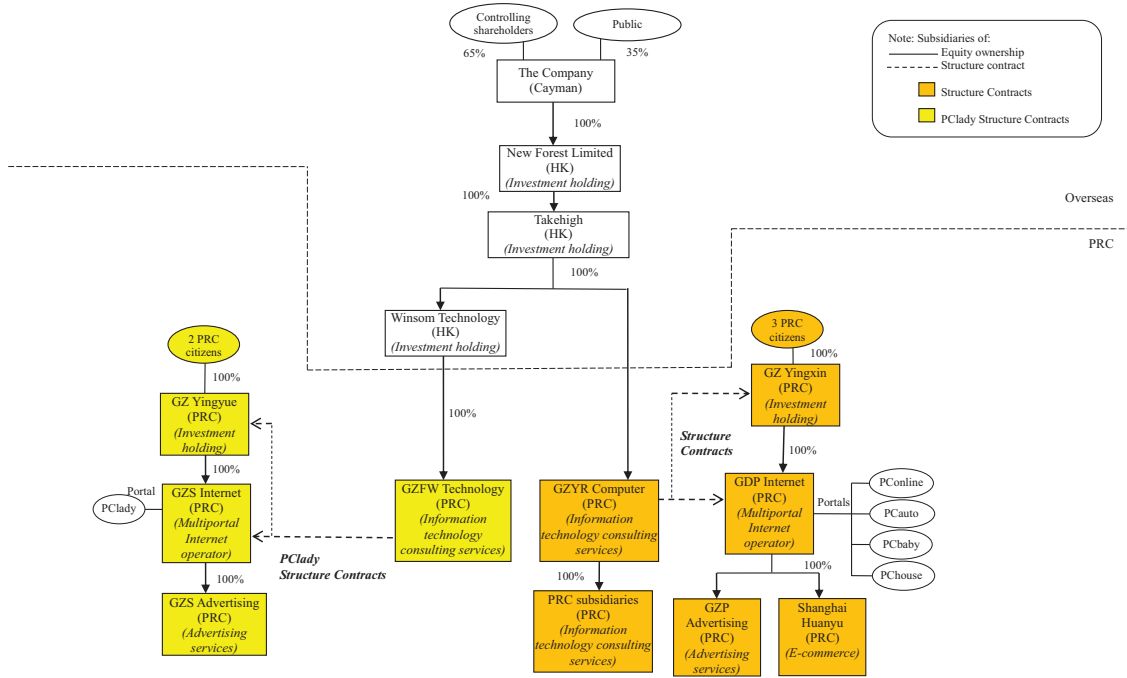 Controlling
shareholders
Public
65%
35%
The Company
(Cayman)
Note: Subsidiaries of:
Equity ownership
Structure contract
Structure Contracts
PClady Structure Contracts
100%
New Forest Limited
(HK)
(Investment holding)
100%
Takehigh
(HK)
(Investment holding)
Overseas
PRC
100%
Winsom Technology
(HK)
(Investment holding)
2 PRC
citizens
100%
GZ Yingyue
(PRC)
(Investment
holding)
100%
Portal
PClady
GZS Internet
(PRC)
(Multiportal
Internet
operator)
100%
GZS Advertising
(PRC)
(Advertising
services)
PClady
Structure Contracts
100%
GZFW Technology
(PRC)
(Information
technology
consulting services)
GZYR Computer
(PRC)
(Information
technology consulting
services)
100%
PRC subsidiaries
(PRC)
(Information
technology consulting
services)
Structure
Contracts
3 PRC
citizens
100%
GZ Yingxin
(PRC)
(Investment
holding)
100%
GDP Internet
(PRC)
(Multiportal
Internet
operator)
Portals
PConline
PCauto
PCbaby
PChouse
100%
GZP
Advertising
(PRC)
(Advertising
services)
Shanghai
Huanyu
(PRC)
(E-commerce)